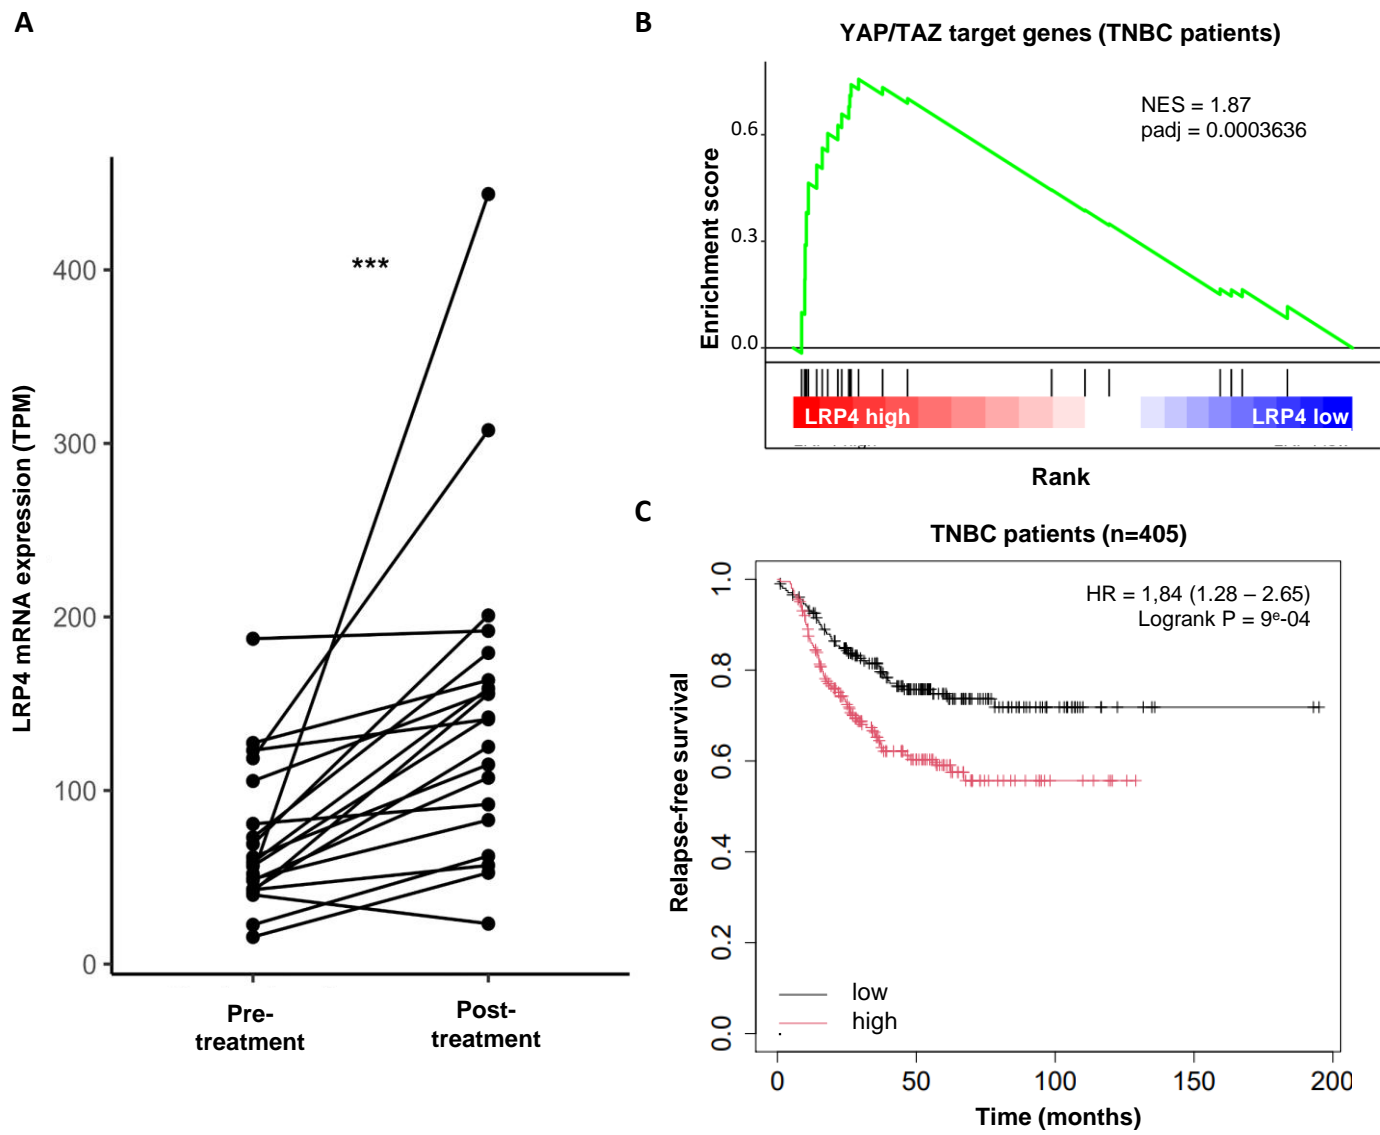 A
LRP4 mRNA expression (TPM)
400
300
200
100
0
***
Pre-
treatment
Post-
treatment
B
YAP/TAZ target genes (TNBC patients)
NES = 1.87
padj = 0.0003636
Enrichment score
0.6
0.3
0.0
LRP4 high
LRP4 low
Rank
C
TNBC patients (n=405)
HR = 1,84 (1.28 – 2.65)
Logrank P = 9e-04
Relapse-free survival
1.0
0.8
0.6
0.4
0.2
0.0
low
high
0 50 100 150 200
Time (months)